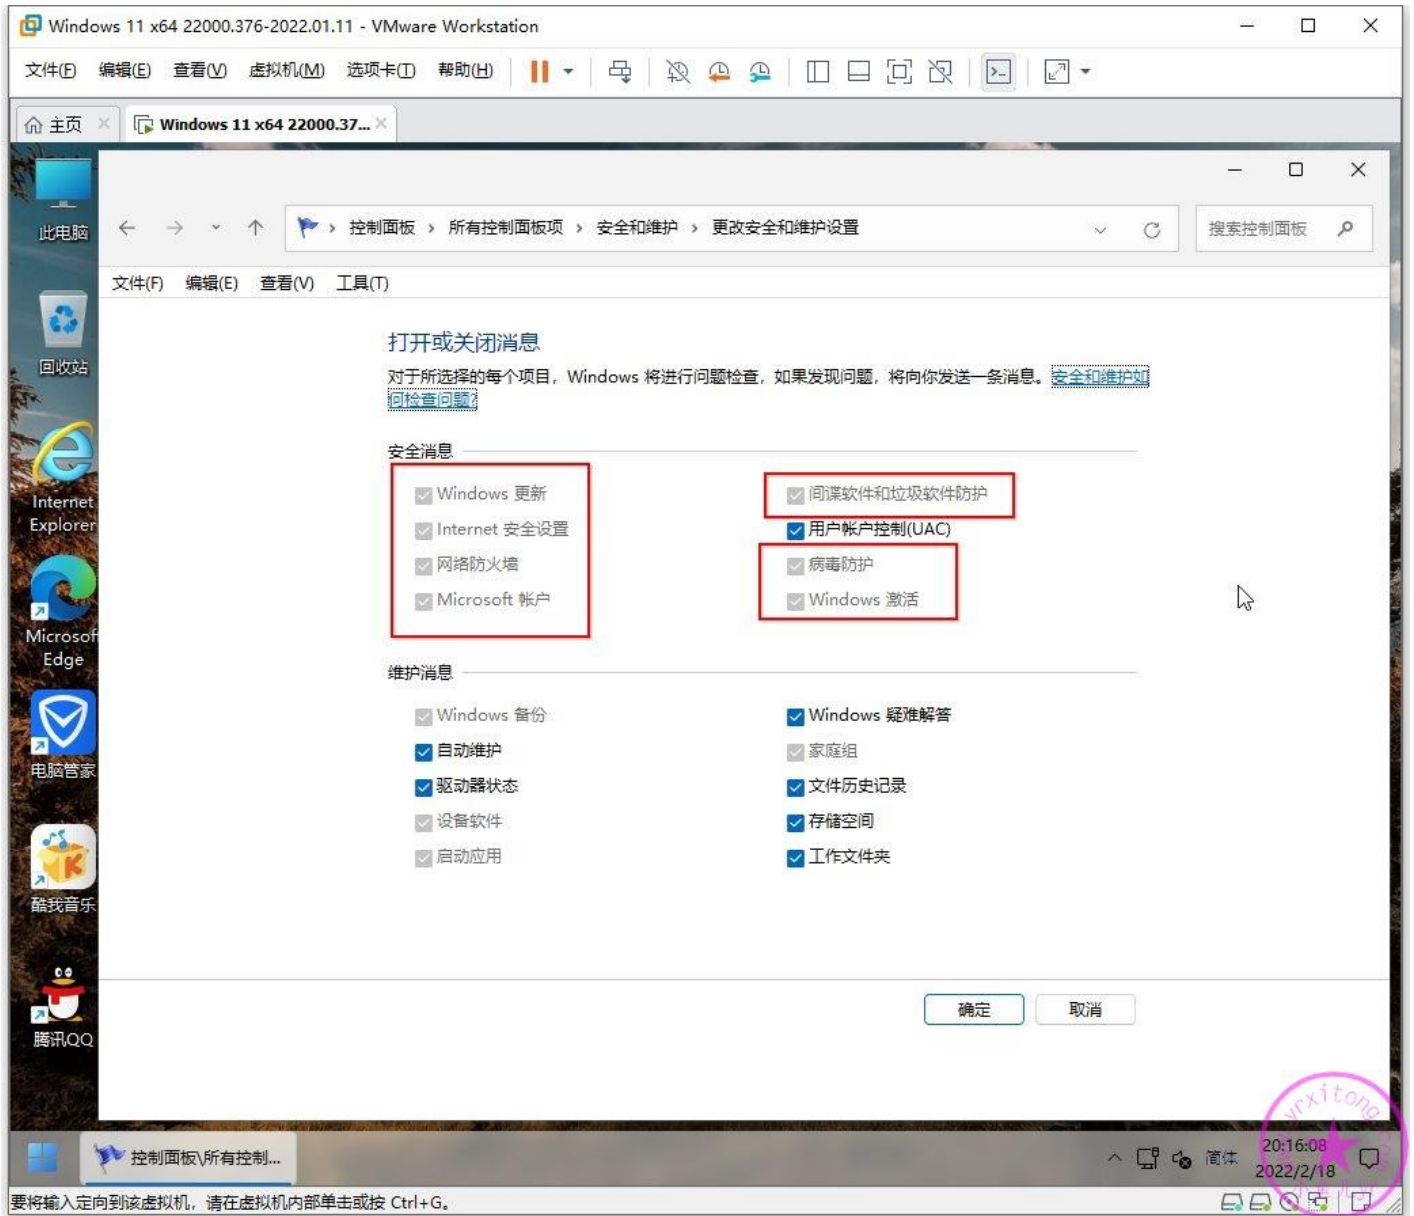 Windows 11 x64 22000.376-2022.01.11 - VMware Workstation
文件(F) 编辑(E) 查看(V) 虚拟机(M) 选项卡(T) 帮助(H)
主页 Windows 11 x64 22000.37...
此电脑
控制面板 › 所有控制面板项 › 安全和维护 › 更改安全和维护设置
搜索控制面板
文件(F) 编辑(E) 查看(V) 工具(T)
回收站
打开或关闭消息
对于所选择的每个项目，Windows 将进行问题检查，如果发现问题，将向你发送一条消息。安全和维护如
何检查问题?
安全消息
Windows 更新 间谍软件和垃圾软件防护
Internet 安全设置 用户帐户控制(UAC)
网络防火墙 病毒防护
Microsoft 帐户 Windows 激活
Internet
Explorer
Microsof
Edge
维护消息
Windows 备份 Windows 疑难解答
自动维护 家庭组
驱动器状态 文件历史记录
设备软件 存储空间
启动应用 工作文件夹
电脑管家
酷我音乐
腾讯QQ
确定 取消
控制面板\所有控制...
简体
20:16:08
2022/2/18
要将输入定向到该虚拟机，请在虚拟机内部单击或按 Ctrl+G。